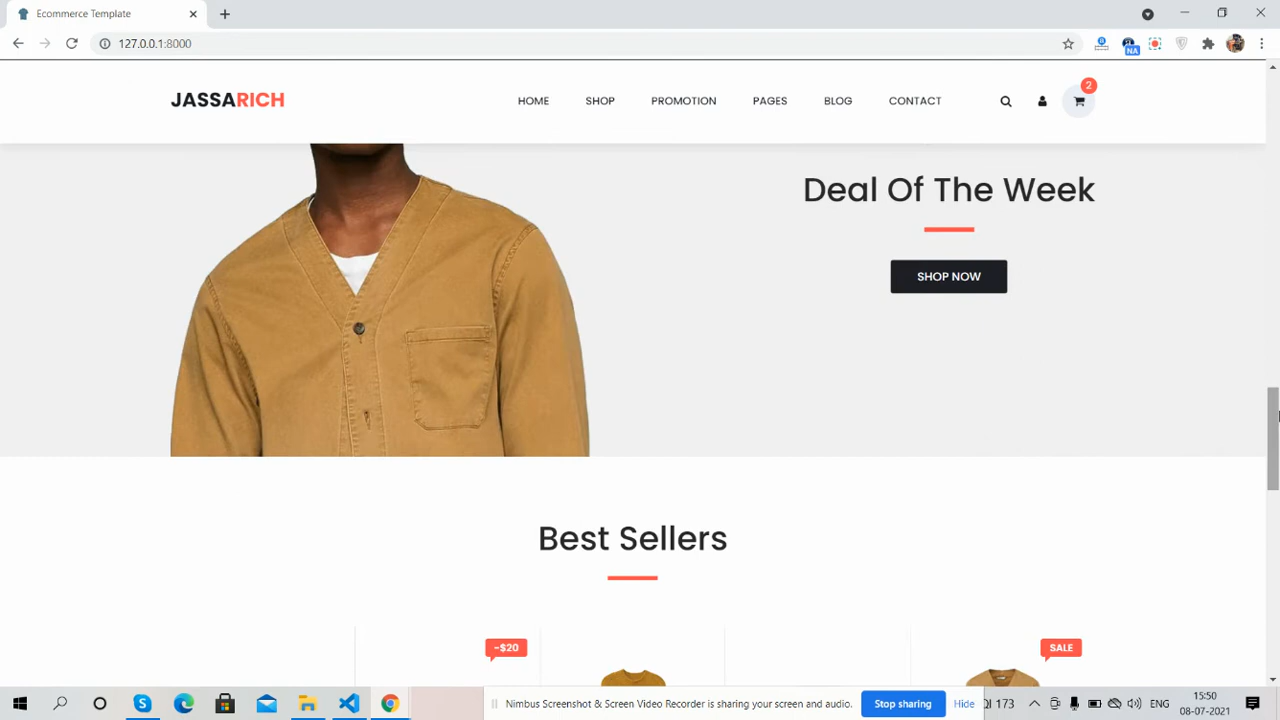 Ecommerce Template
127.0.0.1:8000
NA
JASSARICH
HOME SHOP PROMOTION PAGES BLOG CONTACT
2
Deal Of The Week
SHOP NOW
Best Sellers
-$20
SALE
Nimbus Screenshot & Screen Video Recorder is sharing your screen and audio.
Stop sharing
Hide
173
ENG
15:50
08-07-2021